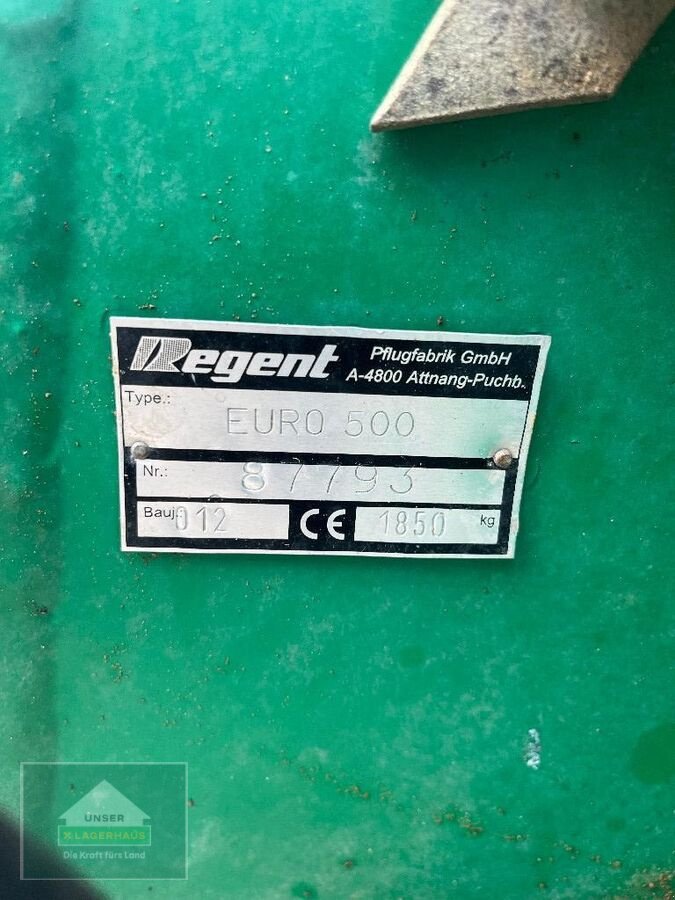 Regent
Pflugfabrik GmbH
A-4800 Attnang-Puchb.
Type.:
EURO 500
Nr.: 87793
Bauj.: 012 CE 1850 kg
UNSER
X LAGERHAUS
Die Kraft fürs Land